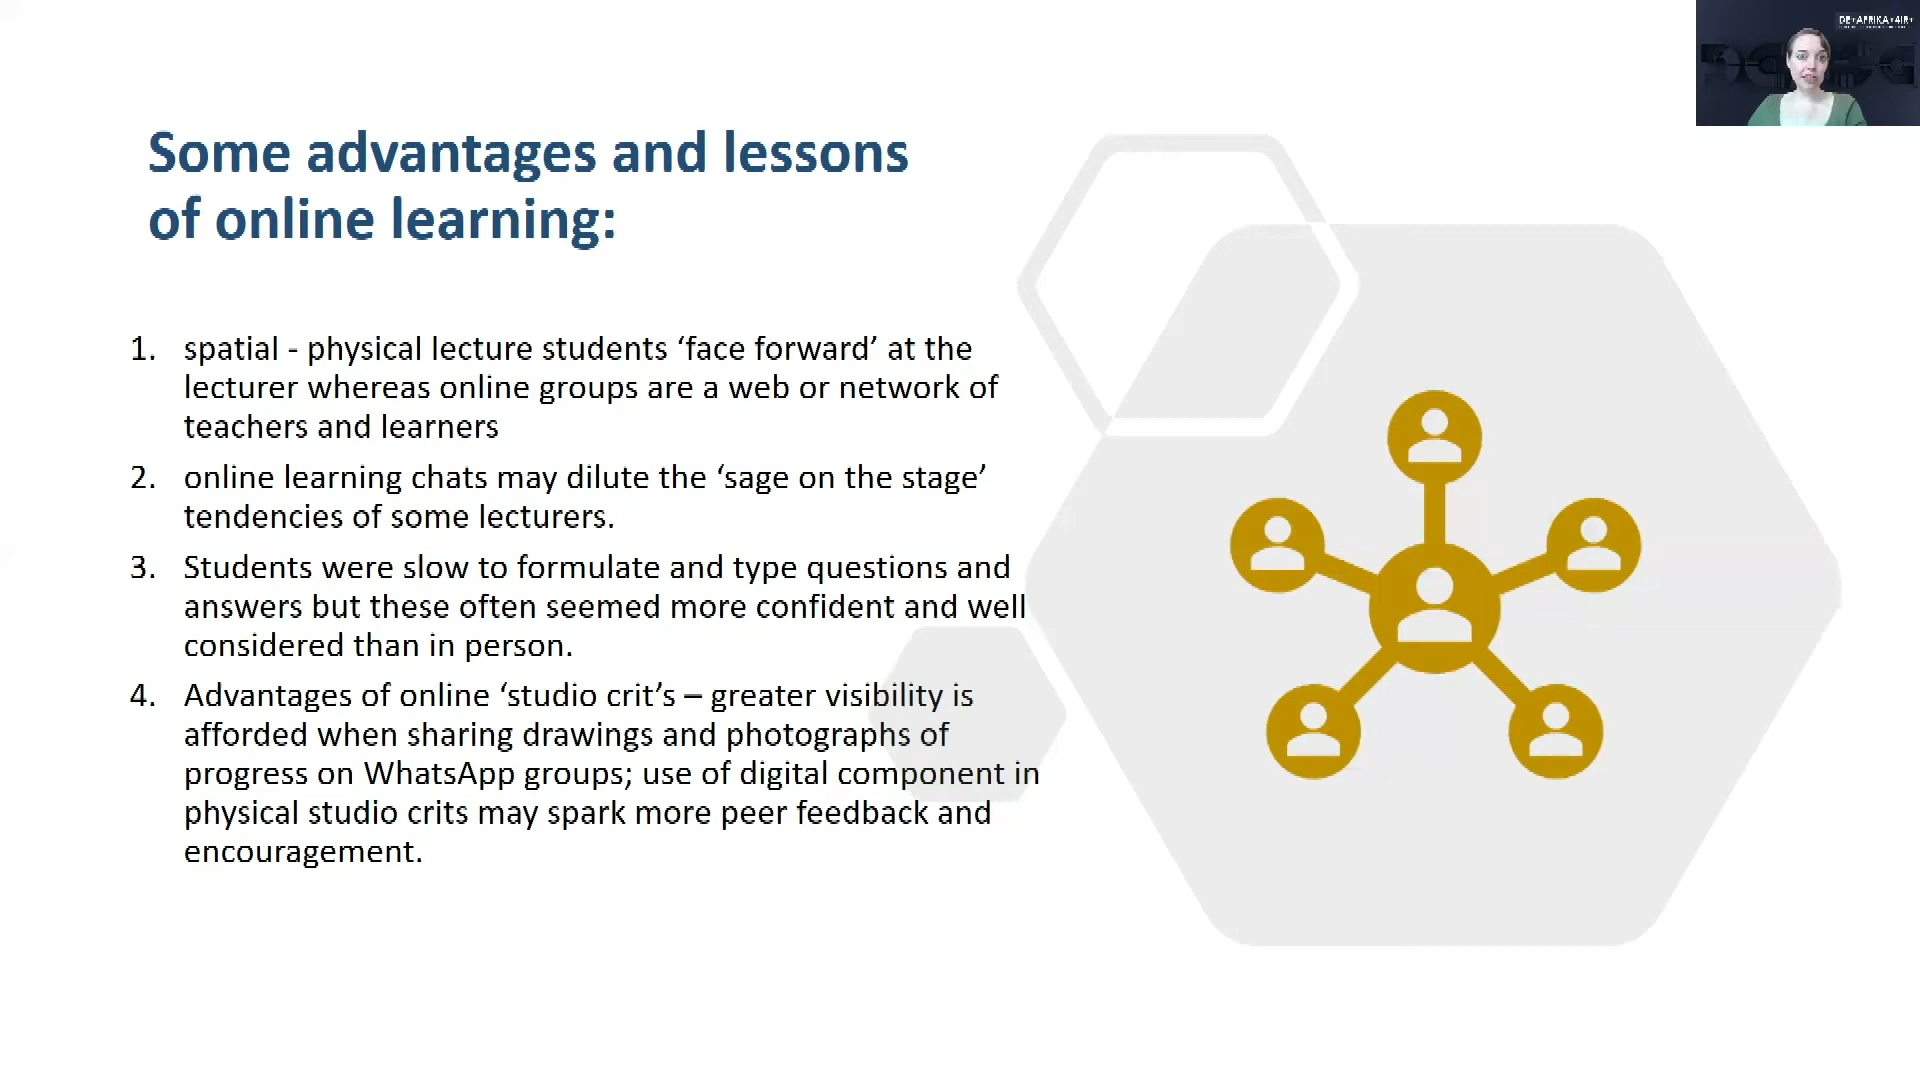 DE+AFRIKA+4IR+
Some advantages and lessons
of online learning:
1. spatial - physical lecture students ‘face forward’ at the
lecturer whereas online groups are a web or network of
teachers and learners
2. online learning chats may dilute the ‘sage on the stage’
tendencies of some lecturers.
3. Students were slow to formulate and type questions and
answers but these often seemed more confident and well
considered than in person.
4. Advantages of online ‘studio crit’s – greater visibility is
afforded when sharing drawings and photographs of
progress on WhatsApp groups; use of digital component in
physical studio crits may spark more peer feedback and
encouragement.